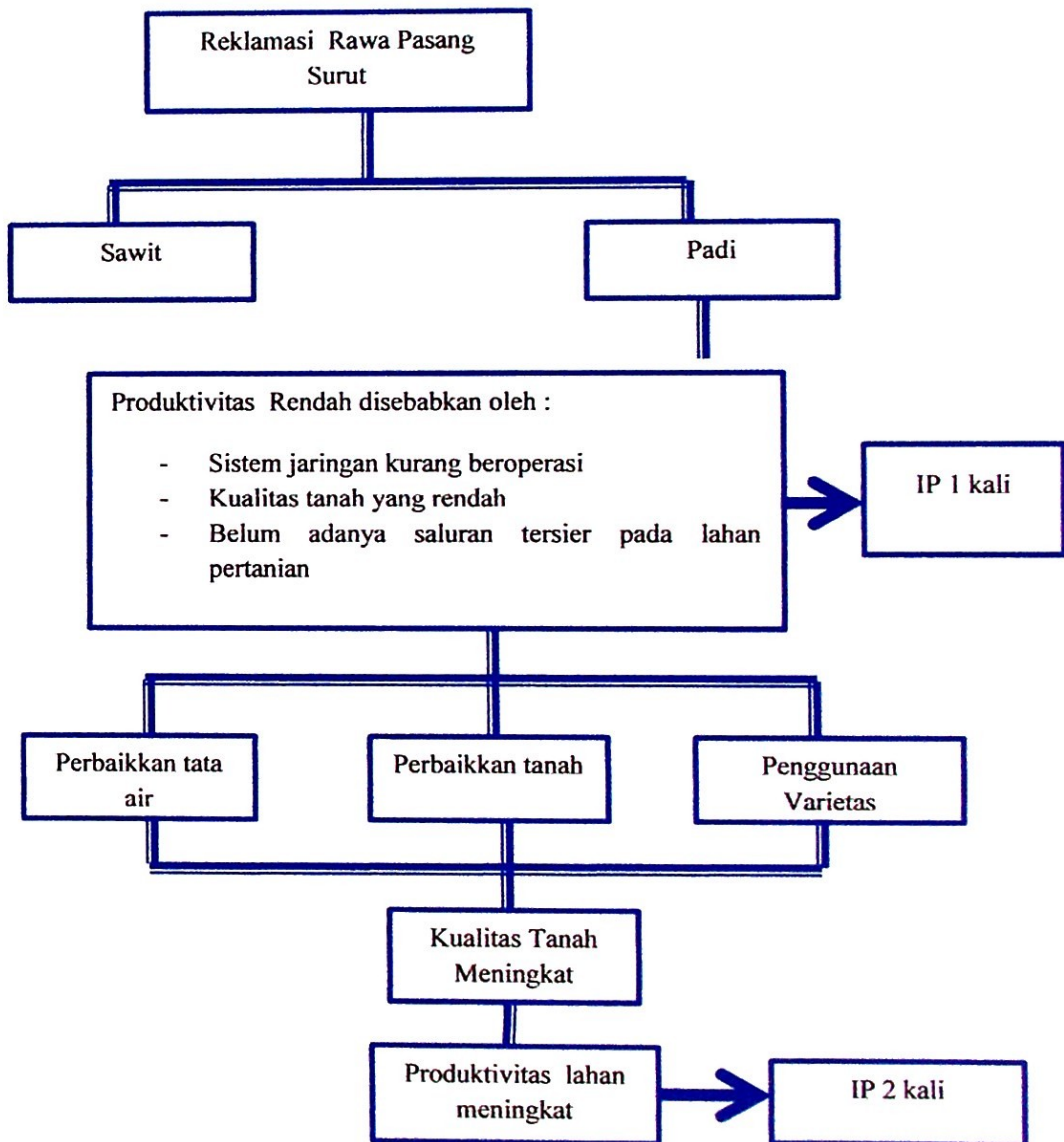 Reklamasi Rawa Pasang
Surut
Sawit
Padi
Produktivitas Rendah disebabkan oleh :
- Sistem jaringan kurang beroperasi
- Kualitas tanah yang rendah
- Belum adanya saluran tersier pada lahan
pertanian
IP 1 kali
Perbaikkan tata
air
Perbaikkan tanah
Penggunaan
Varietas
Kualitas Tanah
Meningkat
Produktivitas lahan
meningkat
IP 2 kali